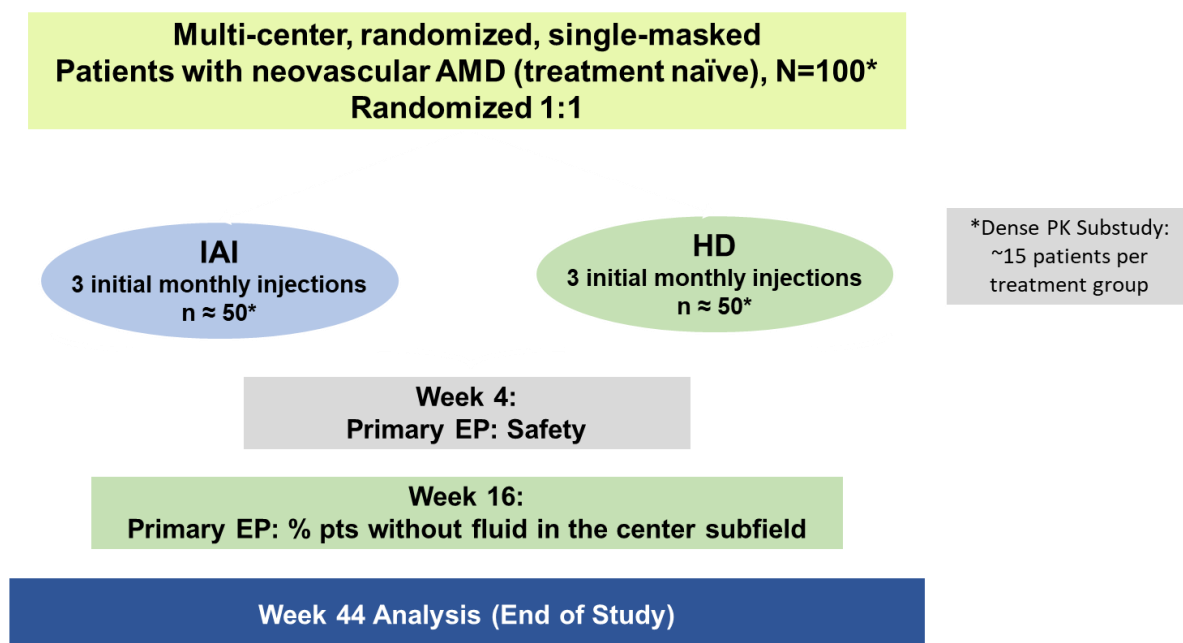 Multi-center, randomized, single-masked
Patients with neovascular AMD (treatment naïve), N=100*
Randomized 1:1
IAI
3 initial monthly injections
n ≈ 50*
HD
3 initial monthly injections
n ≈ 50*
*Dense PK Substudy:
~15 patients per
treatment group
Week 4:
Primary EP: Safety
Week 16:
Primary EP: % pts without fluid in the center subfield
Week 44 Analysis (End of Study)